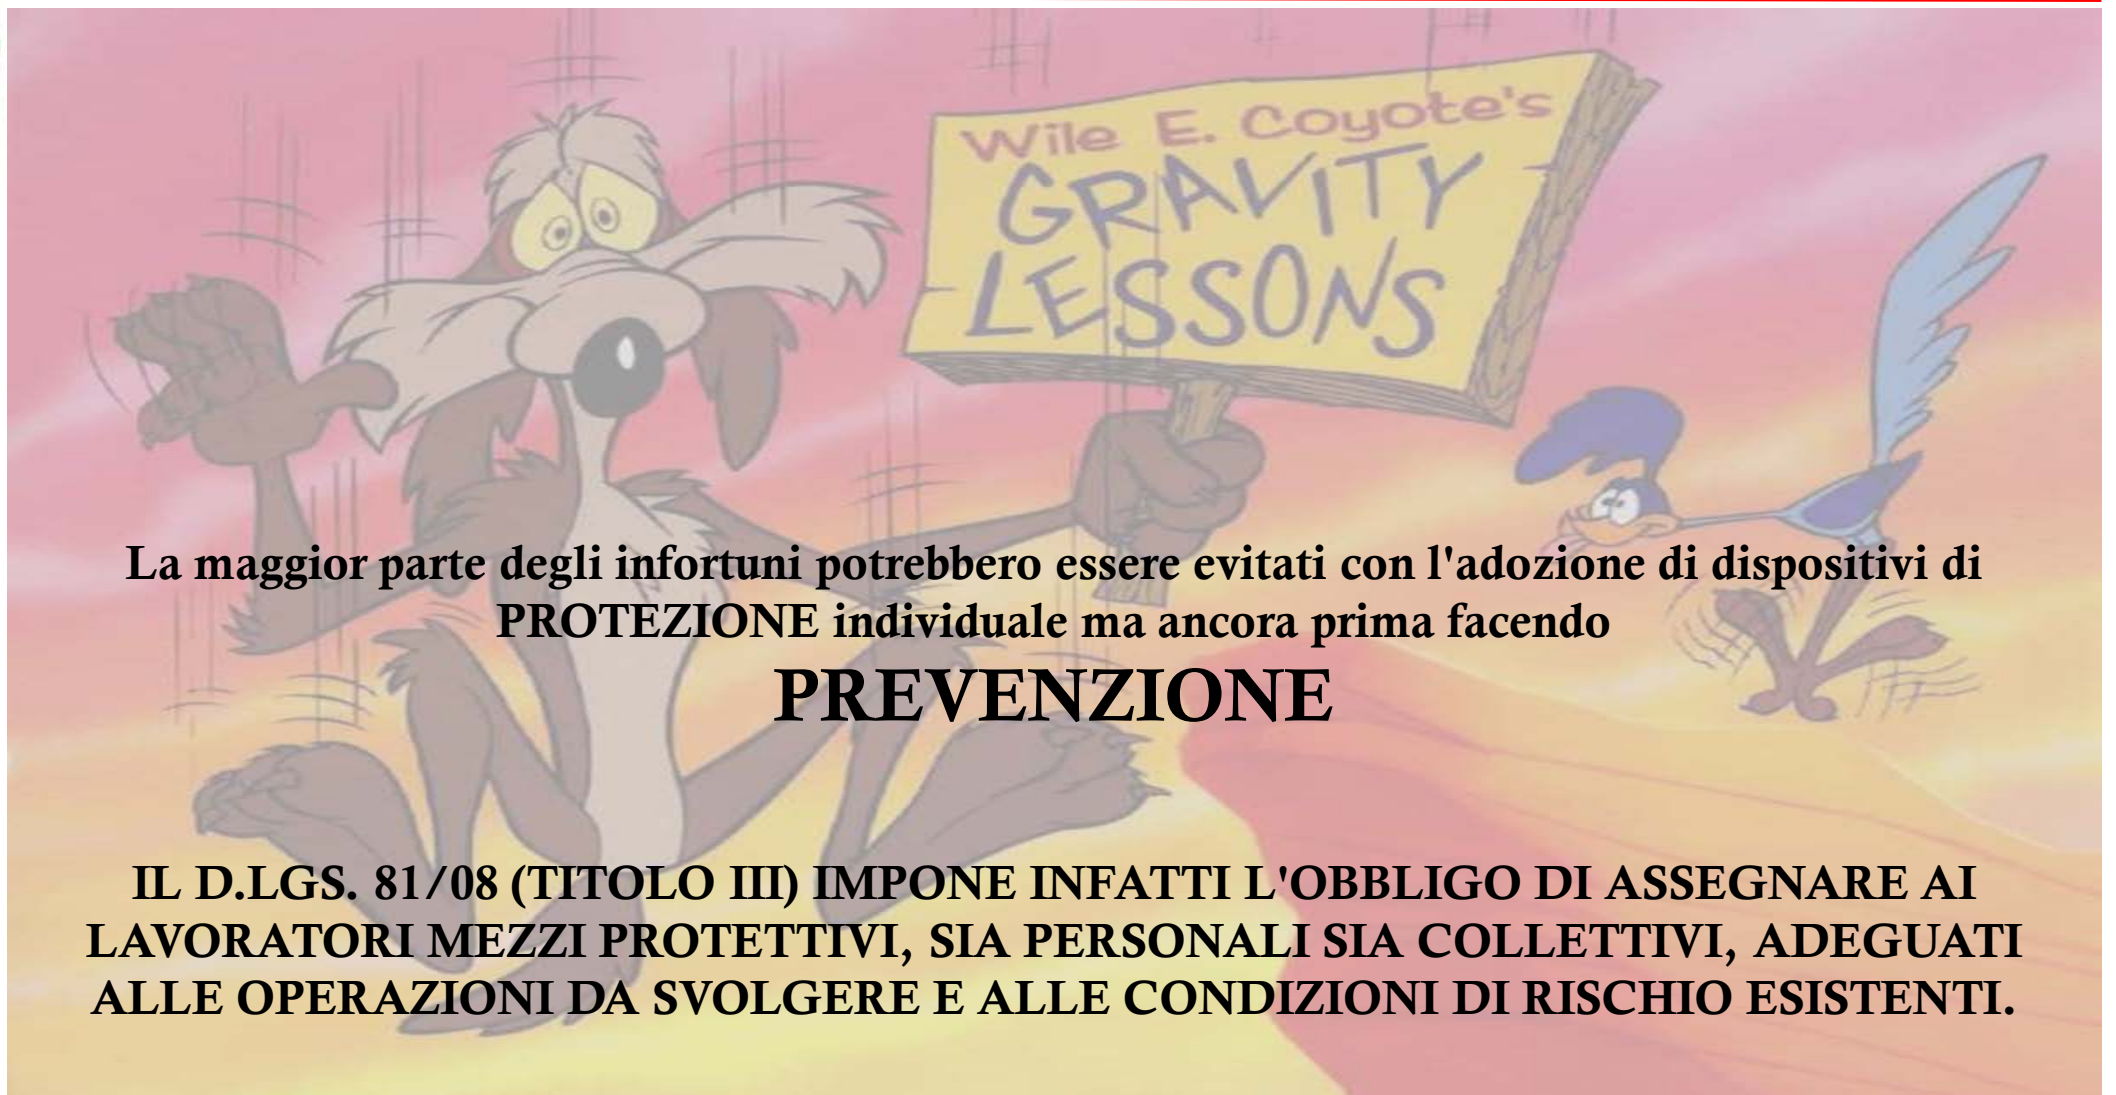 Wile E. Coyote's
GRAVITY
LESSONS
La maggior parte degli infortuni potrebbero essere evitati con l'adozione di dispositivi di
PROTEZIONE individuale ma ancora prima facendo
PREVENZIONE
IL D.LGS. 81/08 (TITOLO III) IMPONE INFATTI L'OBBLIGO DI ASSEGNARE AI
LAVORATORI MEZZI PROTETTIVI, SIA PERSONALI SIA COLLETTIVI, ADEGUATI
ALLE OPERAZIONI DA SVOLGERE E ALLE CONDIZIONI DI RISCHIO ESISTENTI.